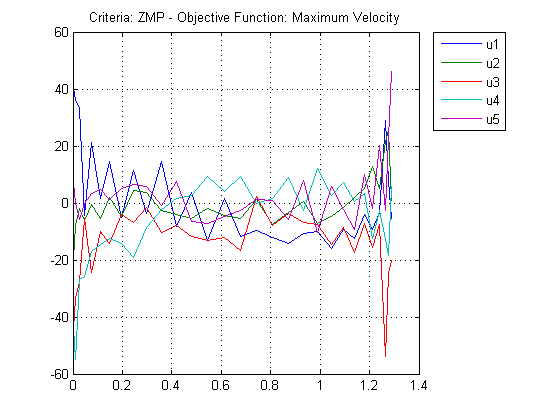 Criteria: ZMP - Objective Function: Maximum Velocity
60
40
20
0
-20
-40
-60
0 0.2 0.4 0.6 0.8 1 1.2 1.4
u1
u2
u3
u4
u5